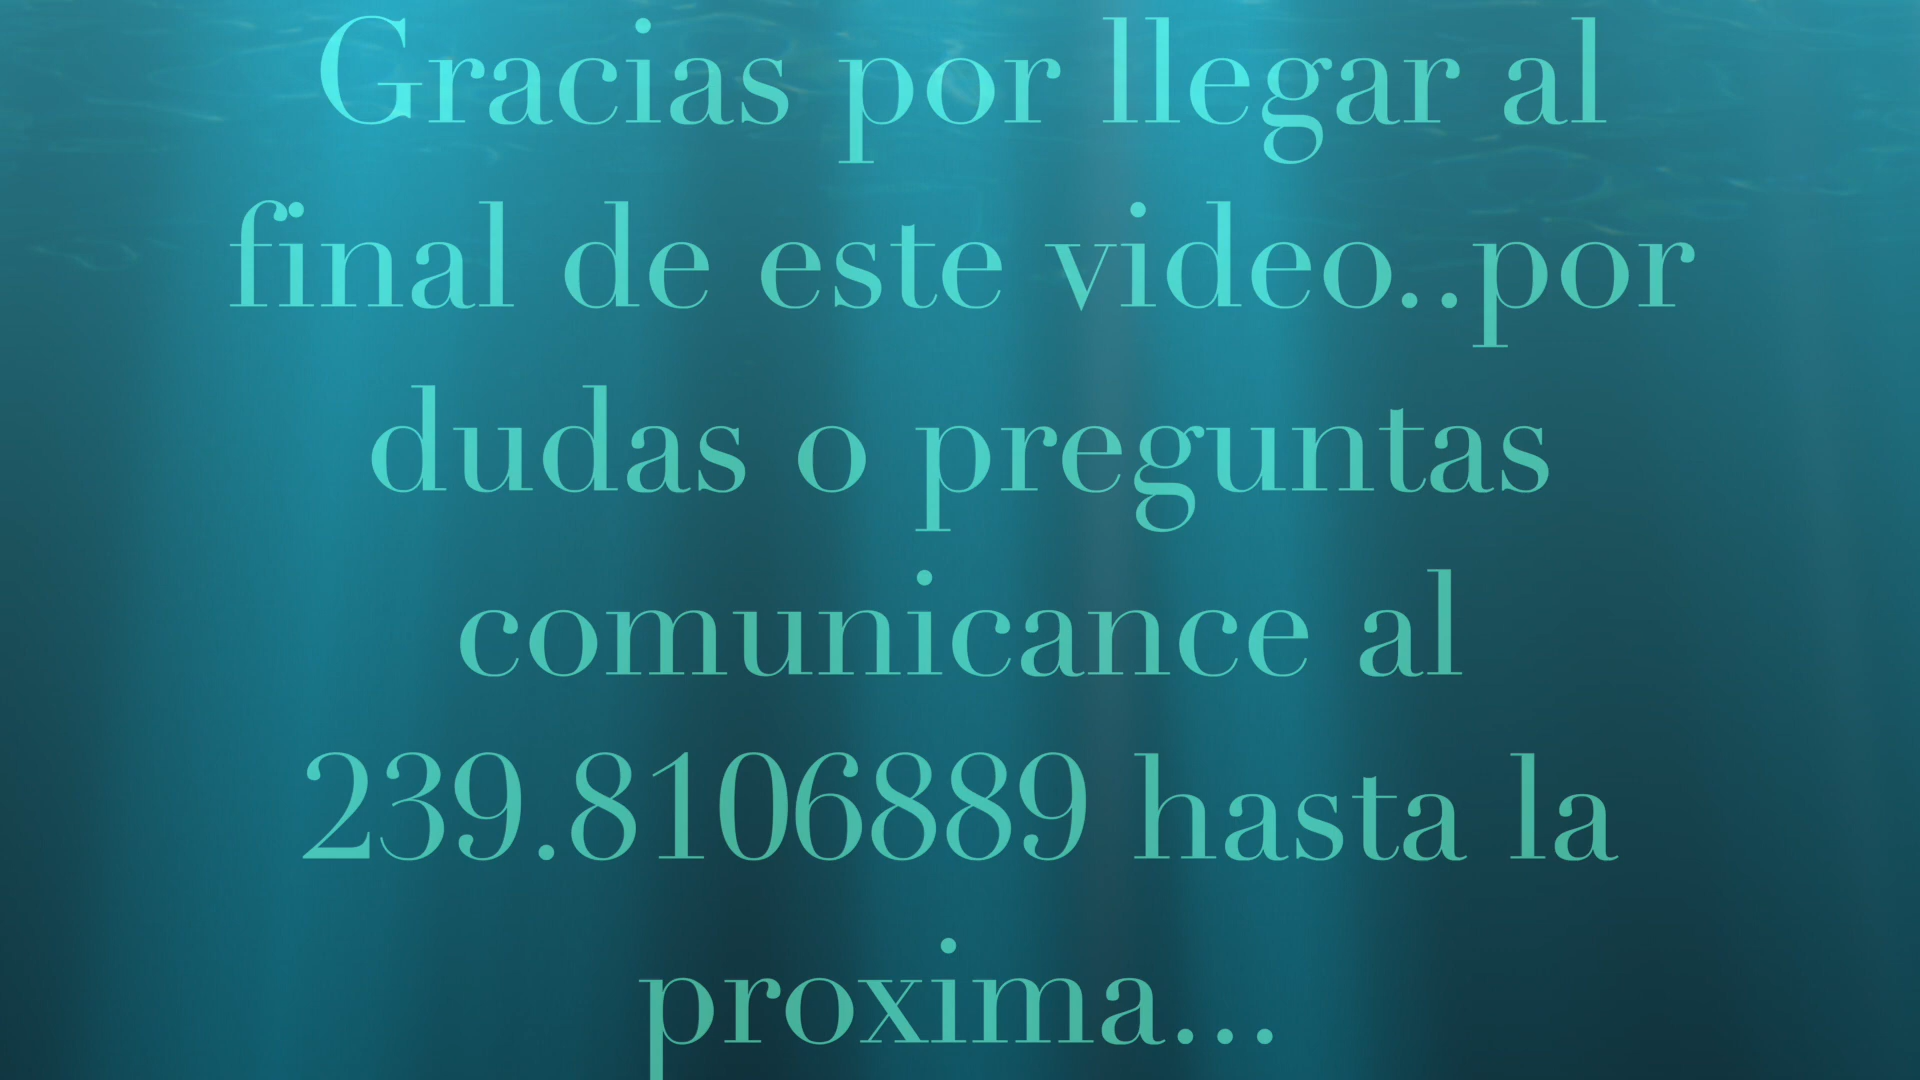 Gracias por llegar al
final de este video..por
dudas o preguntas
comunicance al
239.8106889 hasta la
proxima...